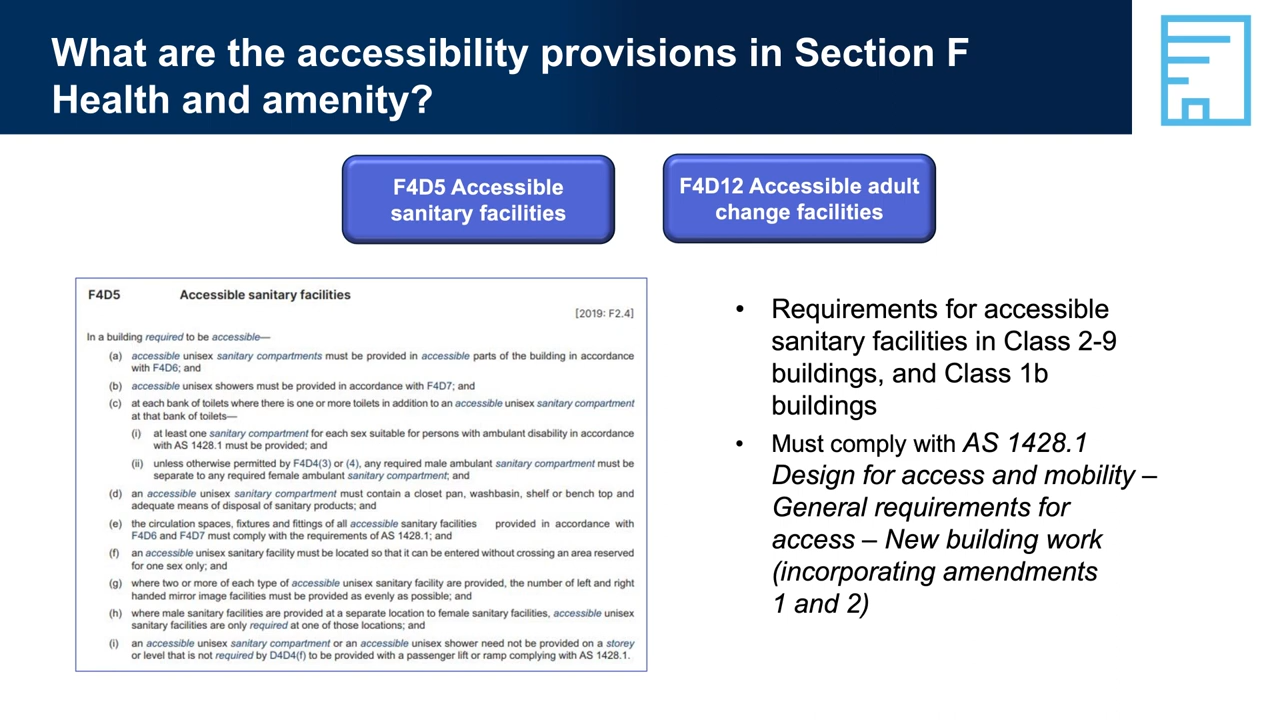 What are the accessibility provisions in Section F
Health and amenity?
F4D5 Accessible
sanitary facilities
F4D12 Accessible adult
change facilities
F4D5 Accessible sanitary facilities
[2019: F2.4]
In a building required to be accessible—
(a) accessible unisex sanitary compartments must be provided in accessible parts of the building in accordance
with F4D6; and
(b) accessible unisex showers must be provided in accordance with F4D7; and
(c) at each bank of toilets where there is one or more toilets in addition to an accessible unisex sanitary compartment
at that bank of toilets—
(i) at least one sanitary compartment for each sex suitable for persons with ambulant disability in accordance
with AS 1428.1 must be provided; and
(ii) unless otherwise permitted by F4D4(3) or (4), any required male ambulant sanitary compartment must be
separate to any required female ambulant sanitary compartment; and
(d) an accessible unisex sanitary compartment must contain a closet pan, washbasin, shelf or bench top and
adequate means of disposal of sanitary products; and
(e) the circulation spaces, fixtures and fittings of all accessible sanitary facilities provided in accordance with
F4D6 and F4D7 must comply with the requirements of AS 1428.1; and
(f) an accessible unisex sanitary facility must be located so that it can be entered without crossing an area reserved
for one sex only; and
(g) where two or more of each type of accessible unisex sanitary facility are provided, the number of left and right
handed mirror image facilities must be provided as evenly as possible; and
(h) where male sanitary facilities are provided at a separate location to female sanitary facilities, accessible unisex
sanitary facilities are only required at one of those locations; and
(i) an accessible unisex sanitary compartment or an accessible unisex shower need not be provided on a storey
or level that is not required by D4D4(f) to be provided with a passenger lift or ramp complying with AS 1428.1.
• Requirements for accessible
sanitary facilities in Class 2-9
buildings, and Class 1b
buildings
• Must comply with AS 1428.1
Design for access and mobility –
General requirements for
access – New building work
(incorporating amendments
1 and 2)